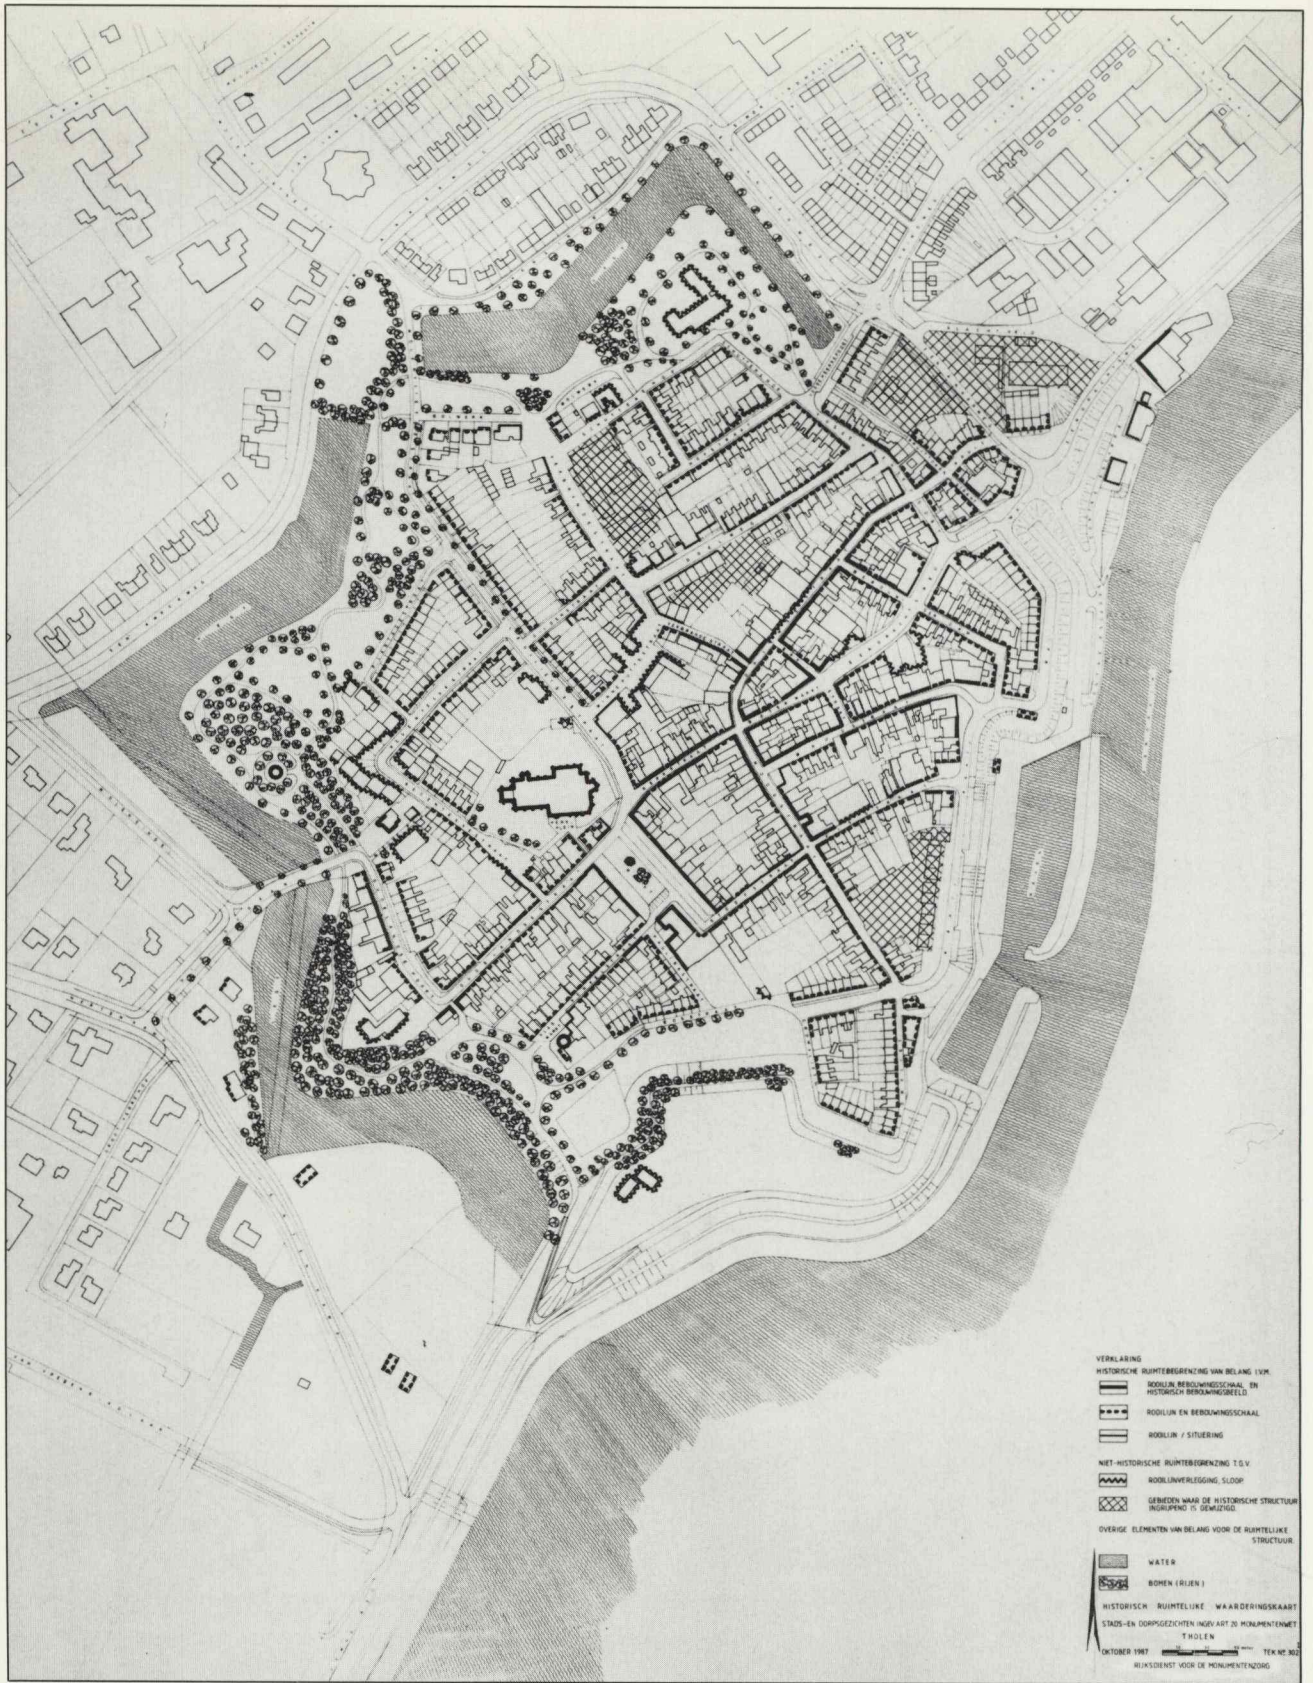 VERKLARING
HISTORISCHE RUIMTEBEGRENZING VAN BELANG I.V.M.
ROOILIJN, BEBOUWINGSSCHAAL EN
HISTORISCH BEBOUWINGSBEELD.
ROOILIJN EN BEBOUWINGSSCHAAL
ROOILIJN / SITUERING
NIET-HISTORISCHE RUIMTEBEGRENZING T.G.V.
ROOILIJNVERLEGGING, SLOOP.
GEBIEDEN WAAR DE HISTORISCHE STRUCTUUR
INGRIJPEND IS GEWIJZIGD.
OVERIGE ELEMENTEN VAN BELANG VOOR DE RUIMTELIJKE
STRUCTUUR.
WATER
BOMEN (RIJEN)
HISTORISCH RUIMTELIJKE WAARDERINGSKAART
STADS-EN DORPSGEZICHTEN INGEV ART 20 MONUMENTENWET
THOLEN
OKTOBER 1987 TEK Nº 302
RIJKSDIENST VOOR DE MONUMENTENZORG